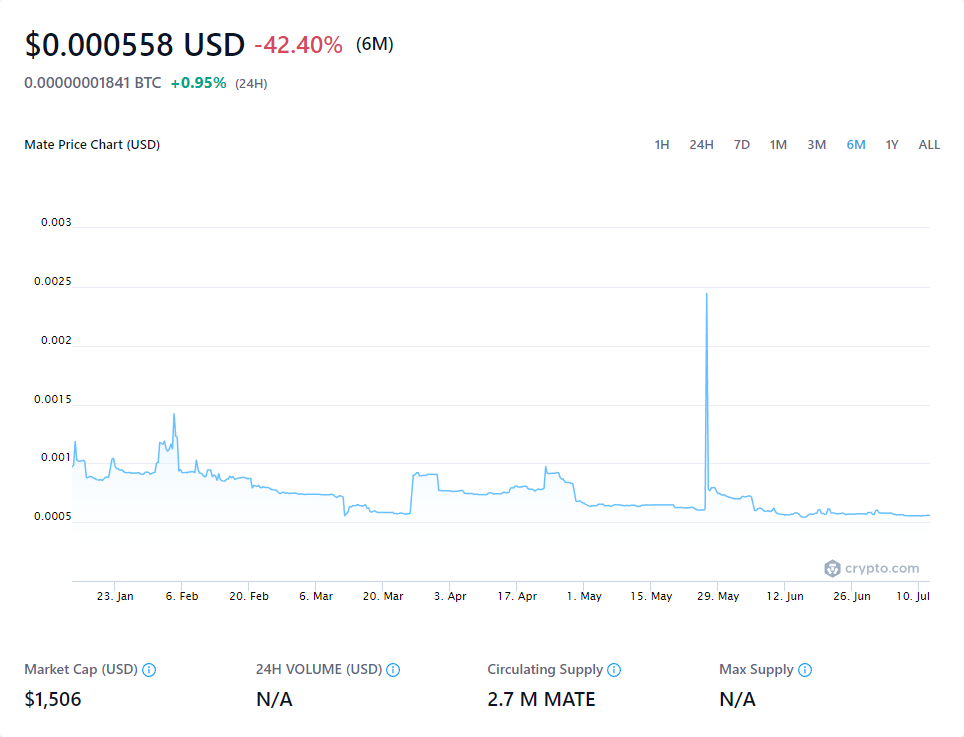 $0.000558 USD -42.40% (6M)
0.00000001841 BTC +0.95% (24H)
Mate Price Chart (USD) 1H 24H 7D 1M 3M 6M 1Y ALL
0.003
0.0025
0.002
0.0015
0.001
0.0005
crypto.com
23. Jan 6. Feb 20. Feb 6. Mar 20. Mar 3. Apr 17. Apr 1. May 15. May 29. May 12. Jun 26. Jun 10. Jul
Market Cap (USD) 24H VOLUME (USD) Circulating Supply Max Supply
$1,506 N/A 2.7 M MATE N/A